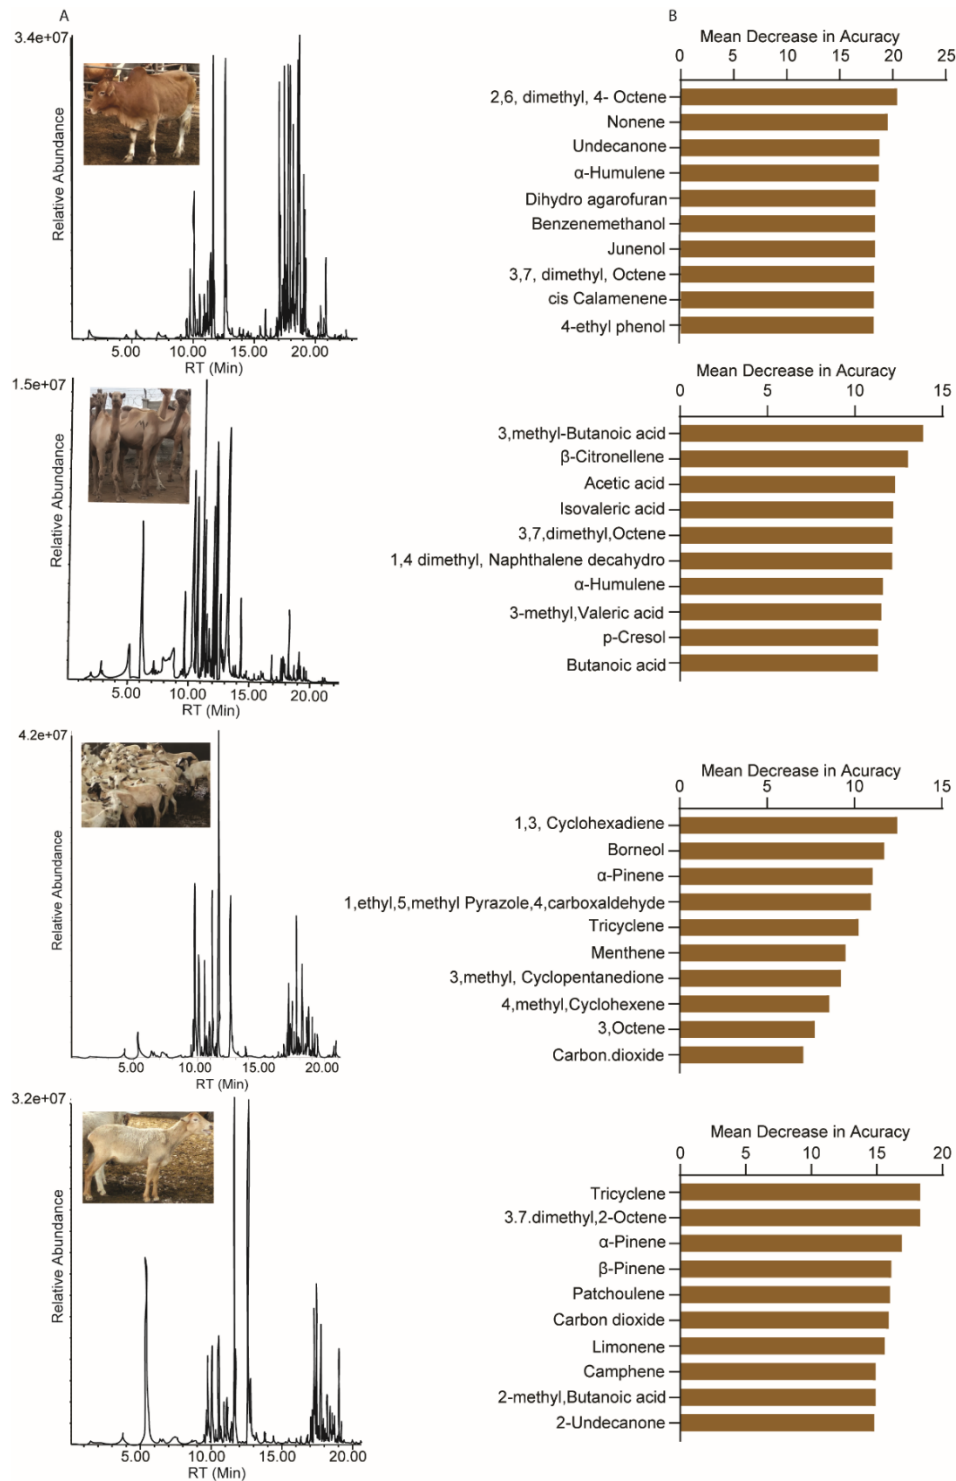 A
3.4e+07
Relative Abundance
5.00 10.00 15.00 20.00
RT (Min)
B
Mean Decrease in Acuracy
0 5 10 15 20 25
2,6, dimethyl, 4- Octene
Nonene
Undecanone
α-Humulene
Dihydro agarofuran
Benzenemethanol
Junenol
3,7, dimethyl, Octene
cis Calamenene
4-ethyl phenol
1.5e+07
Relative Abundance
5.00 10.00 15.00 20.00
RT (Min)
Mean Decrease in Acuracy
0 5 10 15
3,methyl-Butanoic acid
β-Citronellene
Acetic acid
Isovaleric acid
3,7,dimethyl,Octene
1,4 dimethyl, Naphthalene decahydro
α-Humulene
3-methyl,Valeric acid
p-Cresol
Butanoic acid
4.2e+07
Relative Abundance
5.00 10.00 15.00 20.00
RT (Min)
Mean Decrease in Acuracy
0 5 10 15
1,3, Cyclohexadiene
Borneol
α-Pinene
1,ethyl,5,methyl Pyrazole,4,carboxaldehyde
Tricyclene
Menthene
3,methyl, Cyclopentanedione
4,methyl,Cyclohexene
3,Octene
Carbon.dioxide
3.2e+07
Relative Abundance
5.00 10.00 15.00 20.00
RT (Min)
Mean Decrease in Acuracy
0 5 10 15 20
Tricyclene
3.7.dimethyl,2-Octene
α-Pinene
β-Pinene
Patchoulene
Carbon dioxide
Limonene
Camphene
2-methyl,Butanoic acid
2-Undecanone